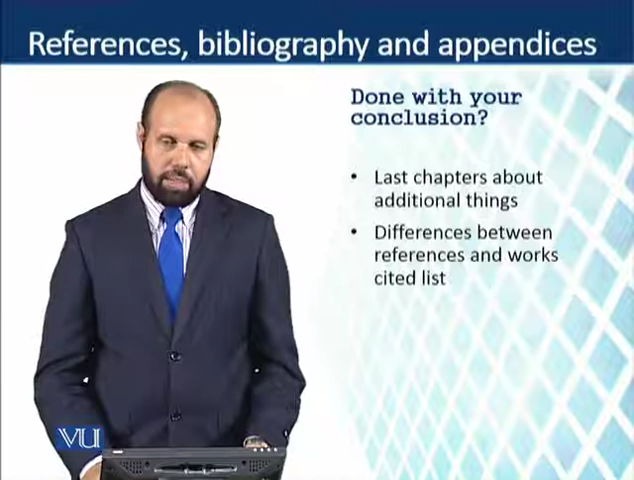 References, bibliography and appendices
Done with your
conclusion?
• Last chapters about
additional things
• Differences between
references and works
cited list
VU